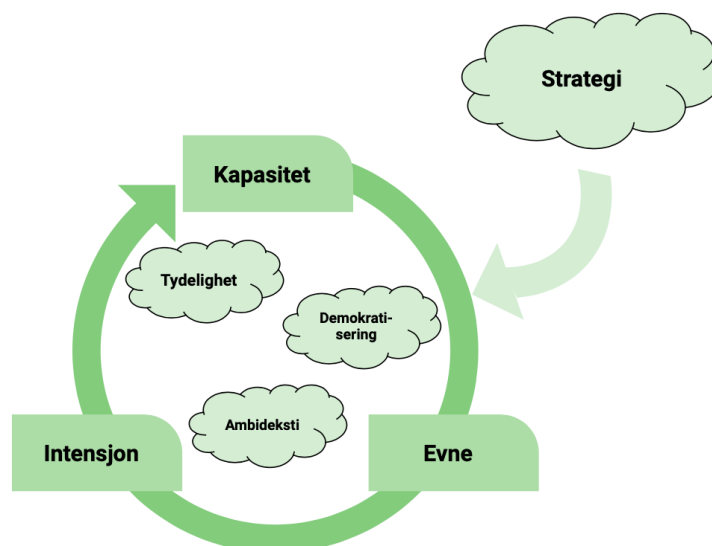 Strategi
Kapasitet
Tydelighet
Demokrati-
sering
Ambideksti
Intensjon
Evne